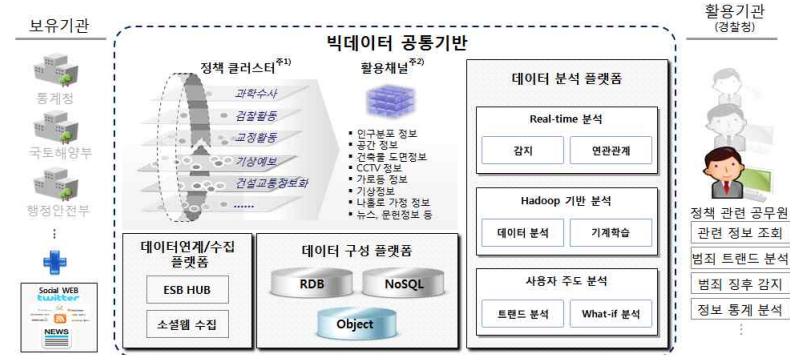 보유기관
통계청
국토해양부
행정안전부
Social WEB
twitter
NEWS
빅데이터 공통기반
정책 클러스터주1)
과학수사
검찰활동
교정활동
기상예보
건설교통정보화
......
활용채널주2)
▪ 인구분포 정보
▪ 공간 정보
▪ 건축물 도면정보
▪ CCTV 정보
▪ 가로등 정보
▪ 기상정보
▪ 나홀로 가정 정보
▪ 뉴스, 문헌정보 등
데이터연계/수집
플랫폼
ESB HUB
소셜웹 수집
데이터 구성 플랫폼
RDB
NoSQL
Object
데이터 분석 플랫폼
Real-time 분석
감지
연관관계
Hadoop 기반 분석
데이터 분석
기계학습
사용자 주도 분석
트랜드 분석
What-if 분석
활용기관
(경찰청)
정책 관련 공무원
관련 정보 조회
범죄 트랜드 분석
범죄 징후 감지
정보 통계 분석